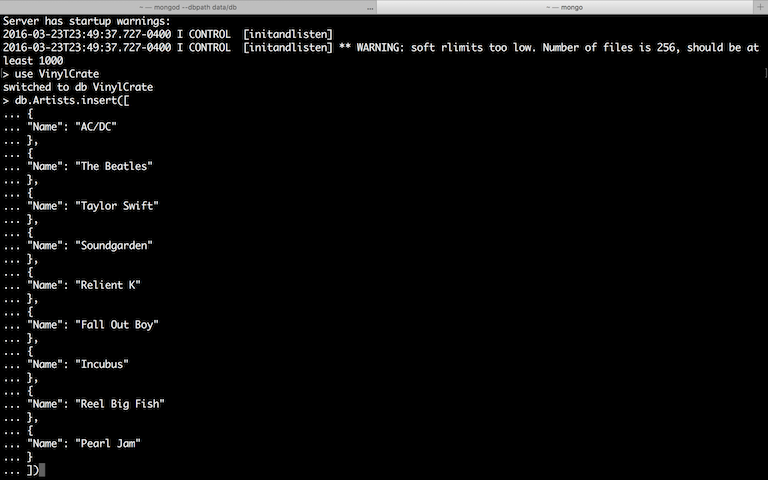 ~ — mongod --dbpath data/db
...
~ — mongo
+
Server has startup warnings:
2016-03-23T23:49:37.727-0400 I CONTROL  [initandlisten]
2016-03-23T23:49:37.727-0400 I CONTROL  [initandlisten] ** WARNING: soft rlimits too low. Number of files is 256, should be at
least 1000
> use VinylCrate
switched to db VinylCrate
> db.Artists.insert([
... {
... "Name": "AC/DC"
... },
... {
... "Name": "The Beatles"
... },
... {
... "Name": "Taylor Swift"
... },
... {
... "Name": "Soundgarden"
... },
... {
... "Name": "Relient K"
... },
... {
... "Name": "Fall Out Boy"
... },
... {
... "Name": "Incubus"
... },
... {
... "Name": "Reel Big Fish"
... },
... {
... "Name": "Pearl Jam"
... }
... ])